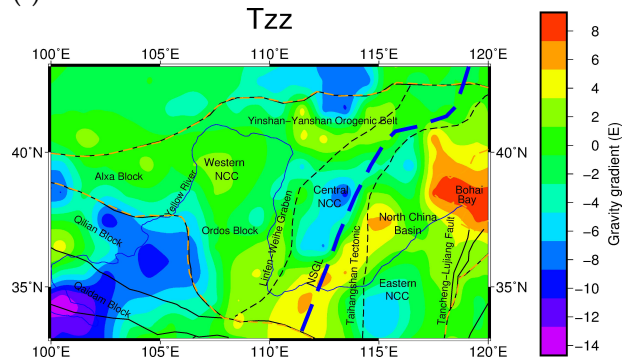 Tzz
100°E 105°E 110°E 115°E 120°E
Yinshan–Yanshan Orogenic Belt
40°N 40°N
Western
NCC
Alxa Block
Yellow River
Central
NCC
Bohai
Bay
Qilian Block
Ordos Block
Linfen–Weihe Graben
North China
Basin
NSGL
Taihangshan Tectonic
Tancheng–Lujiang Fault
35°N 35°N
Eastern
NCC
Qaidam Block
100°E 105°E 110°E 115°E 120°E
8
6
4
2
0
−2
−4
−6
−8
−10
−12
−14
Gravity gradient (E)